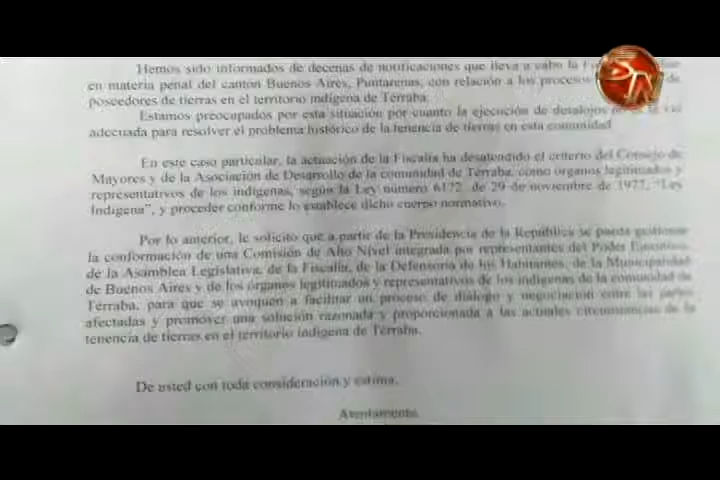 Hemos sido informados de decenas de notificaciones que lleva a cabo la
en materia penal del cantón Buenos Aires, Puntarenas, con relación a los procesos de
poseedores de tierras en el territorio indígena de Térraba.
Estamos preocupados por esta situación por cuanto la ejecución de desalojos no es la vía
adecuada para resolver el problema histórico de la tenencia de tierras en esta comunidad.
En este caso particular, la actuación de la Fiscalía ha desatendido el criterio del Consejo de
Mayores y de la Asociación de Desarrollo de la comunidad de Térraba, como órganos legitimados y
representativos de los indígenas, según la Ley número 6172, de 29 de noviembre de 1977, "Ley
Indígena", y proceder conforme lo establece dicho cuerpo normativo.
Por lo anterior, le solicito que a partir de la Presidencia de la República se pueda gestionar
la conformación de una Comisión de Alto Nivel integrada por representantes del Poder Ejecutivo,
de la Asamblea Legislativa, de la Fiscalía, de la Defensoría de los Habitantes, de la Municipalidad
de Buenos Aires y de los órganos legitimados y representativos de los indígenas de la comunidad de
Térraba, para que se avoquen a facilitar un proceso de diálogo y negociación entre las partes
afectadas y promover una solución razonada y proporcionada a las actuales circunstancias de la
tenencia de tierras en el territorio indígena de Térraba.
De usted con toda consideración y estima,
Atentamente